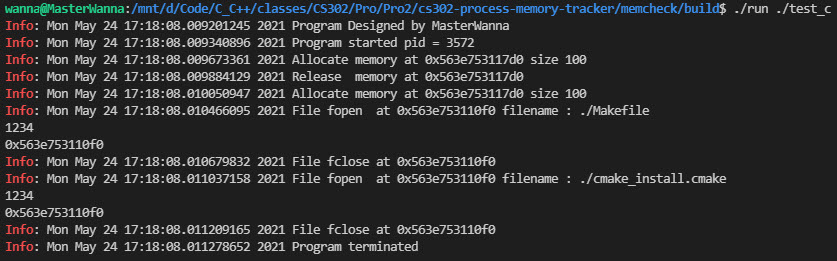 wanna@MasterWanna:/mnt/d/Code/C_C++/classes/CS302/Pro/Pro2/cs302-process-memory-tracker/memcheck/build$ ./run ./test_c
Info: Mon May 24 17:18:08.009201245 2021 Program Designed by MasterWanna
Info: Mon May 24 17:18:08.009340896 2021 Program started pid = 3572
Info: Mon May 24 17:18:08.009673361 2021 Allocate memory at 0x563e753117d0 size 100
Info: Mon May 24 17:18:08.009884129 2021 Release  memory at 0x563e753117d0
Info: Mon May 24 17:18:08.010050947 2021 Allocate memory at 0x563e753117d0 size 100
Info: Mon May 24 17:18:08.010466095 2021 File fopen  at 0x563e753110f0 filename : ./Makefile
1234
0x563e753110f0
Info: Mon May 24 17:18:08.010679832 2021 File fclose at 0x563e753110f0
Info: Mon May 24 17:18:08.011037158 2021 File fopen  at 0x563e753110f0 filename : ./cmake_install.cmake
1234
0x563e753110f0
Info: Mon May 24 17:18:08.011209165 2021 File fclose at 0x563e753110f0
Info: Mon May 24 17:18:08.011278652 2021 Program terminated